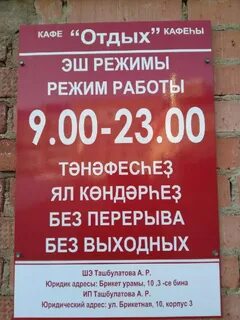 КАФЕ "Отдых" КАФЕҺЫ
ЭШ РЕЖИМЫ
РЕЖИМ РАБОТЫ
9.00-23.00
ТӘНӘФЕСҺЕҘ
ЯЛ КӨНДӘРҺЕҘ
БЕЗ ПЕРЕРЫВА
БЕЗ ВЫХОДНЫХ
ШЭ Ташбулатова А. Р.
Юридик адресы: Брикет урамы, 10 ,3 -се бина
ИП Ташбулатова А. Р.
Юридический адрес: ул. Брикетная, 10, корпус 3